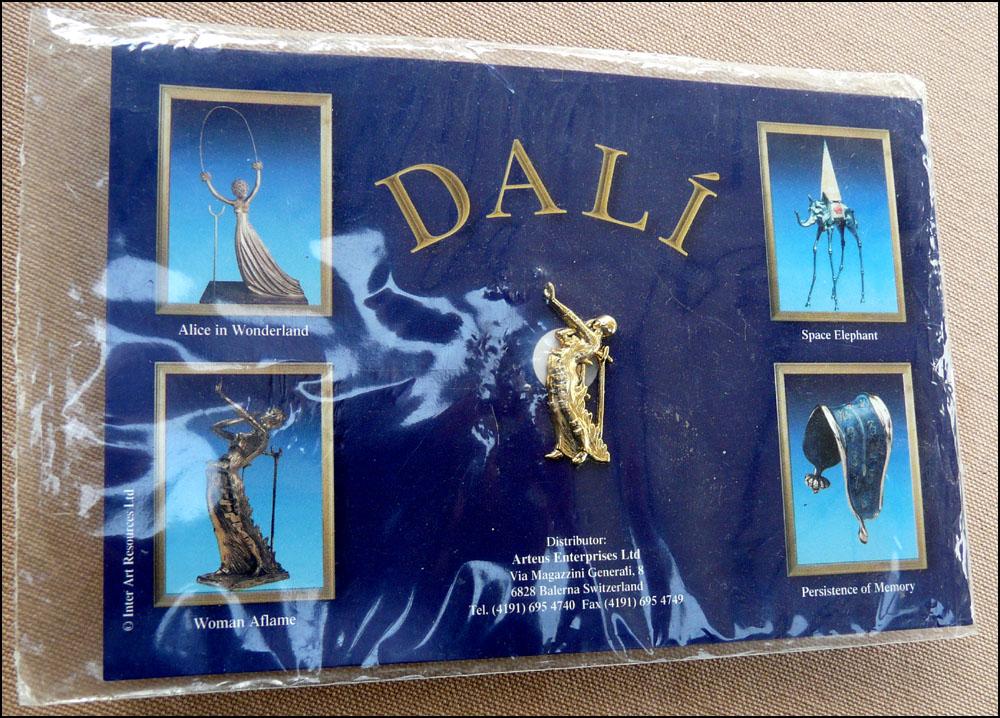 DALÍ
Alice in Wonderland
Space Elephant
Woman Aflame
Persistence of Memory
© Inter Art Resources Ltd
Distributor:
Arteus Enterprises Ltd
Via Magazzini Generali, 8
6828 Balerna Switzerland
Tel. (4191) 695 4740 Fax (4191) 695 4749